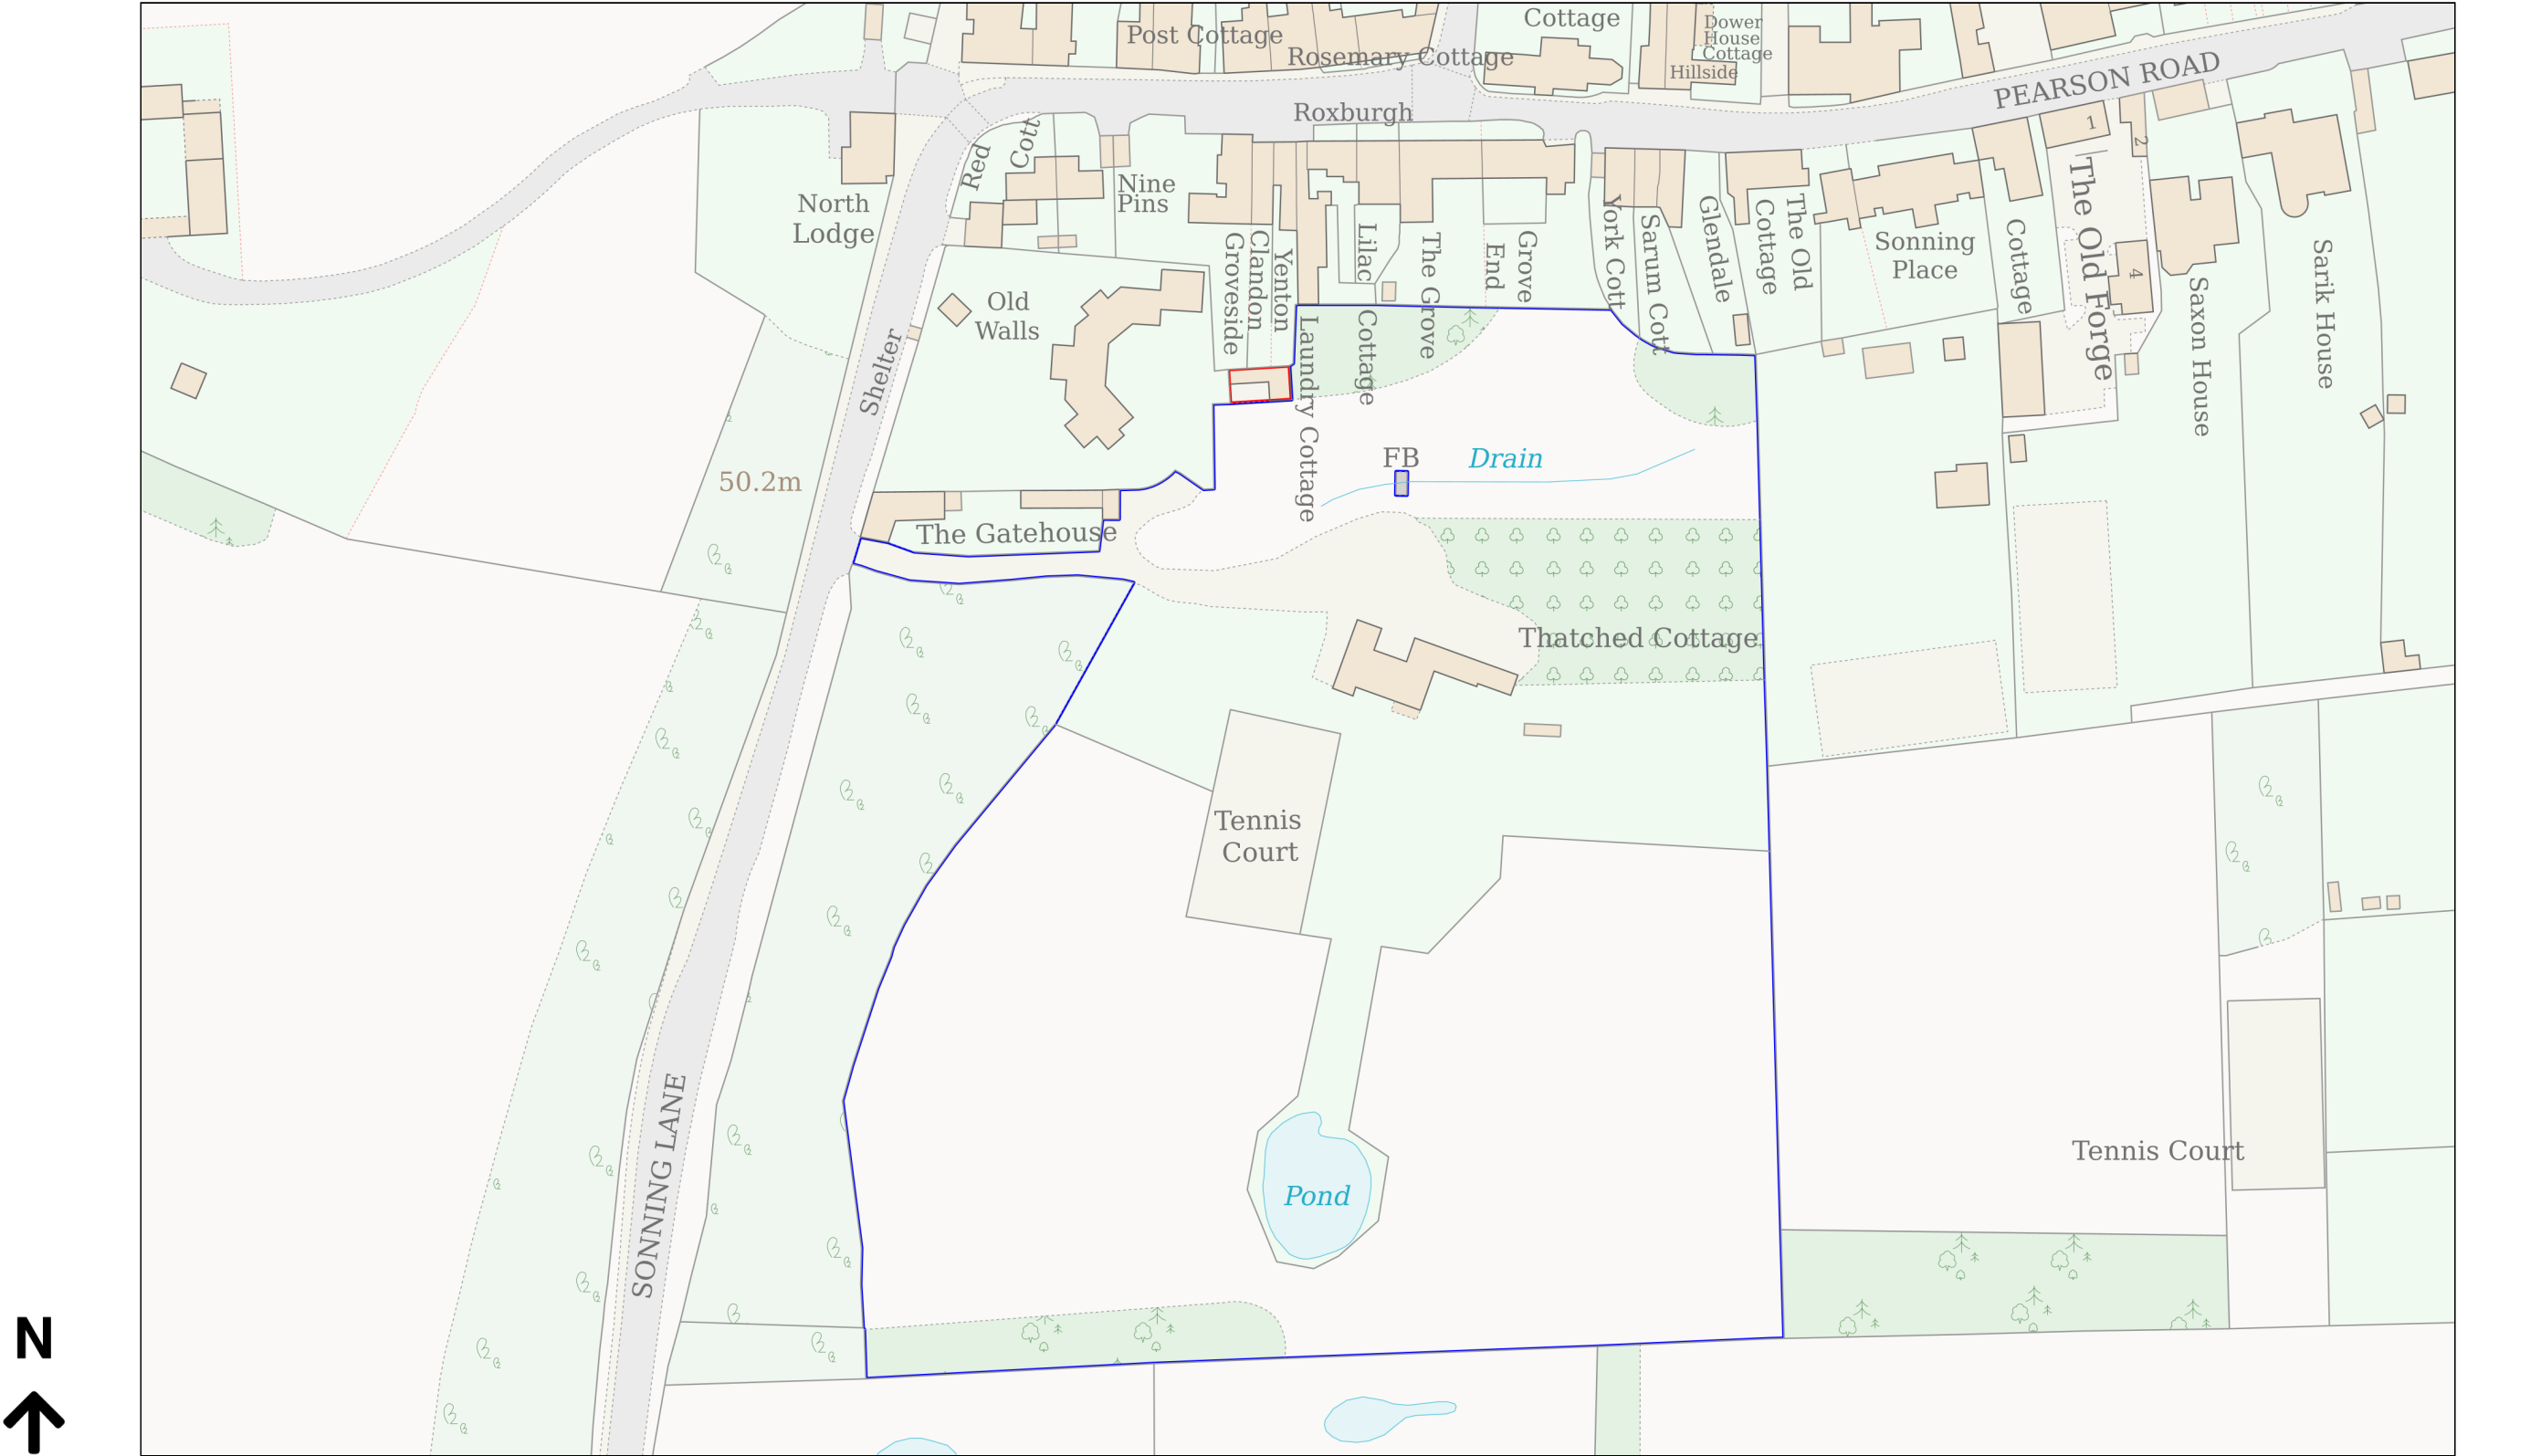 Cottage
Dower
House
Cottage
Post Cottage
Rosemary Cottage
Hillside
PEARSON ROAD
Roxburgh
1
2
Red
Cott
Nine
Pins
North
Lodge
Groveside
Clandon
Yenton
Lilac
Cottage
The Grove
Grove
End
York Cott
Sarum Cott
Glendale
The Old
Cottage
Sonning
Place
Cottage
The Old Forge
4
Saxon House
Sarik House
Old
Walls
Shelter
Laundry Cottage
50.2m
FB
Drain
The Gatehouse
Thatched Cottage
Tennis
Court
SONNING LANE
Pond
Tennis Court
N